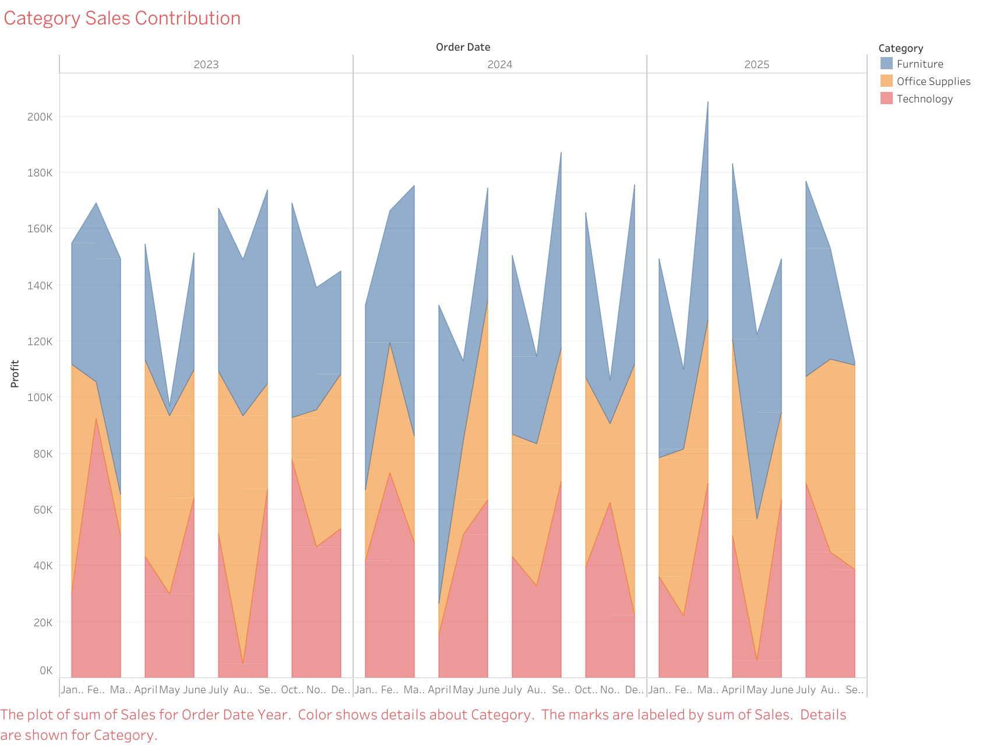 Category Sales Contribution
Order Date
Category
2023 2024 2025
Furniture
Office Supplies
Technology
200K
180K
160K
140K
120K
100K
80K
60K
40K
20K
0K
Profit
Jan.. Fe.. Ma.. April May June July Au.. Se.. Oct.. No.. De.. Jan.. Fe.. Ma.. April May June July Au.. Se.. Oct.. No.. De.. Jan.. Fe.. Ma.. April May June July Au.. Se..
The plot of sum of Sales for Order Date Year.  Color shows details about Category.  The marks are labeled by sum of Sales.  Details
are shown for Category.